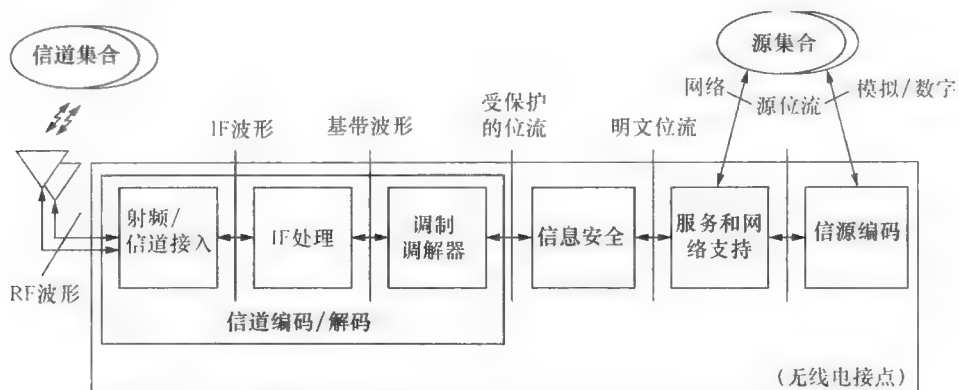 信道集合
源集合
网络
源位流
模拟/数字
IF波形
基带波形
受保护
的位流
明文位流
射频/
信道接入
IF处理
调制
调解器
信息安全
服务和网
络支持
信源编码
RF波形
信道编码/解码
(无线电接点)